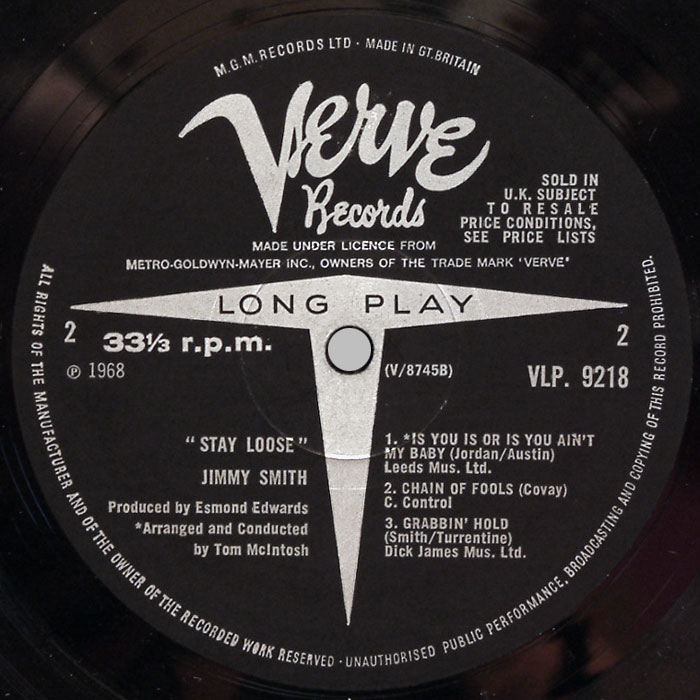 M.G.M. RECORDS LTD · MADE IN GT. BRITAIN
Verve
Records
SOLD IN
U.K. SUBJECT
TO RESALE
PRICE CONDITIONS,
SEE PRICE LISTS
MADE UNDER LICENCE FROM
METRO-GOLDWYN-MAYER INC., OWNERS OF THE TRADE MARK 'VERVE'
LONG PLAY
2
33⅓ r.p.m.
℗ 1968
2
(V/8745B)
VLP. 9218
"STAY LOOSE"
JIMMY SMITH
Produced by Esmond Edwards
*Arranged and Conducted
by Tom McIntosh
1. *IS YOU IS OR IS YOU AIN'T
MY BABY (Jordan/Austin)
Leeds Mus. Ltd.
2. CHAIN OF FOOLS (Covay)
C. Control
3. GRABBIN' HOLD
(Smith/Turrentine)
Dick James Mus. Ltd.
ALL RIGHTS OF THE MANUFACTURER AND OF THE OWNER OF THE RECORDED WORK RESERVED · UNAUTHORISED PUBLIC PERFORMANCE, BROADCASTING AND COPYING OF THIS RECORD PROHIBITED.